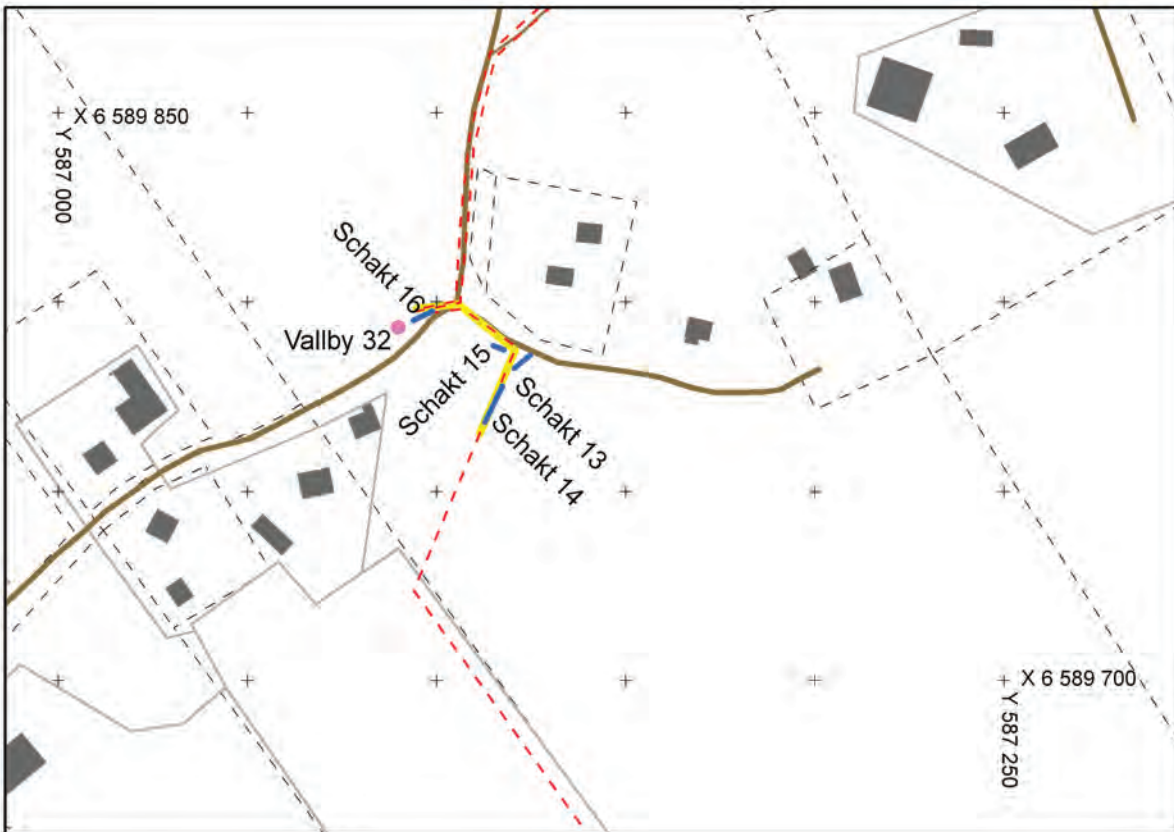 X 6 589 850
Y 587 000
Schakt 16
Vallby 32
Schakt 15
Schakt 13
Schakt 14
X 6 589 700
Y 587 250